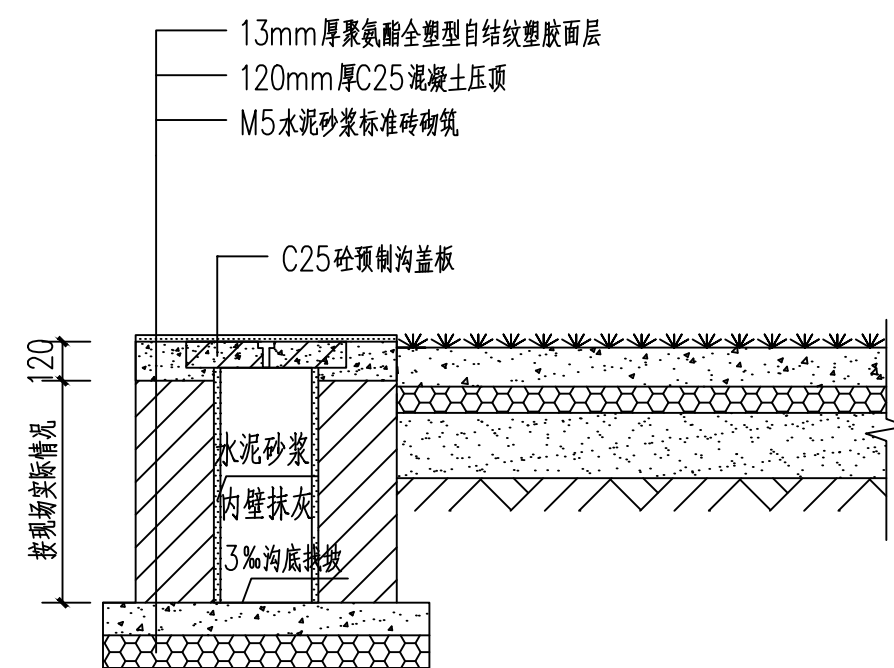 13mm厚聚氨酯全塑型自结纹塑胶面层
120mm厚C25混凝土压顶
M5水泥砂浆标准砖砌筑
C25砼预制沟盖板
120
按现场实际情况
水泥砂浆
内壁抹灰
3‰沟底找坡